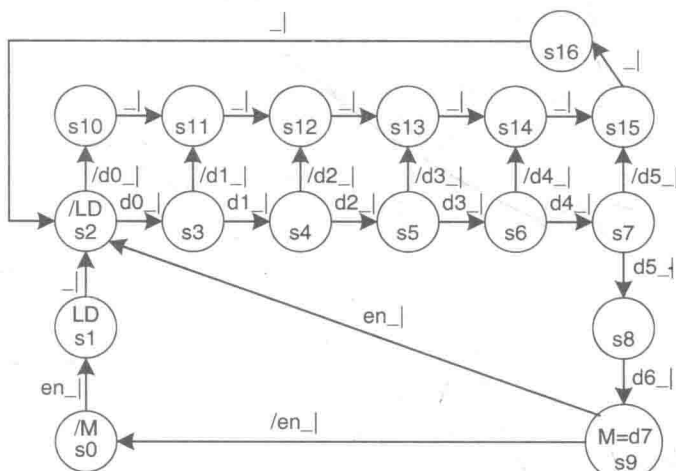 _|
s16
_|
s10
_|
s11
_|
s12
_|
s13
_|
s14
_|
s15
/d0_|
/d1_|
/d2_|
/d3_|
/d4_|
/d5_|
/LD
s2
d0_|
s3
d1_|
s4
d2_|
s5
d3_|
s6
d4_|
s7
_|
d5_|
LD
s1
en_|
s8
en_|
d6_|
/M
s0
/en_|
M=d7
s9